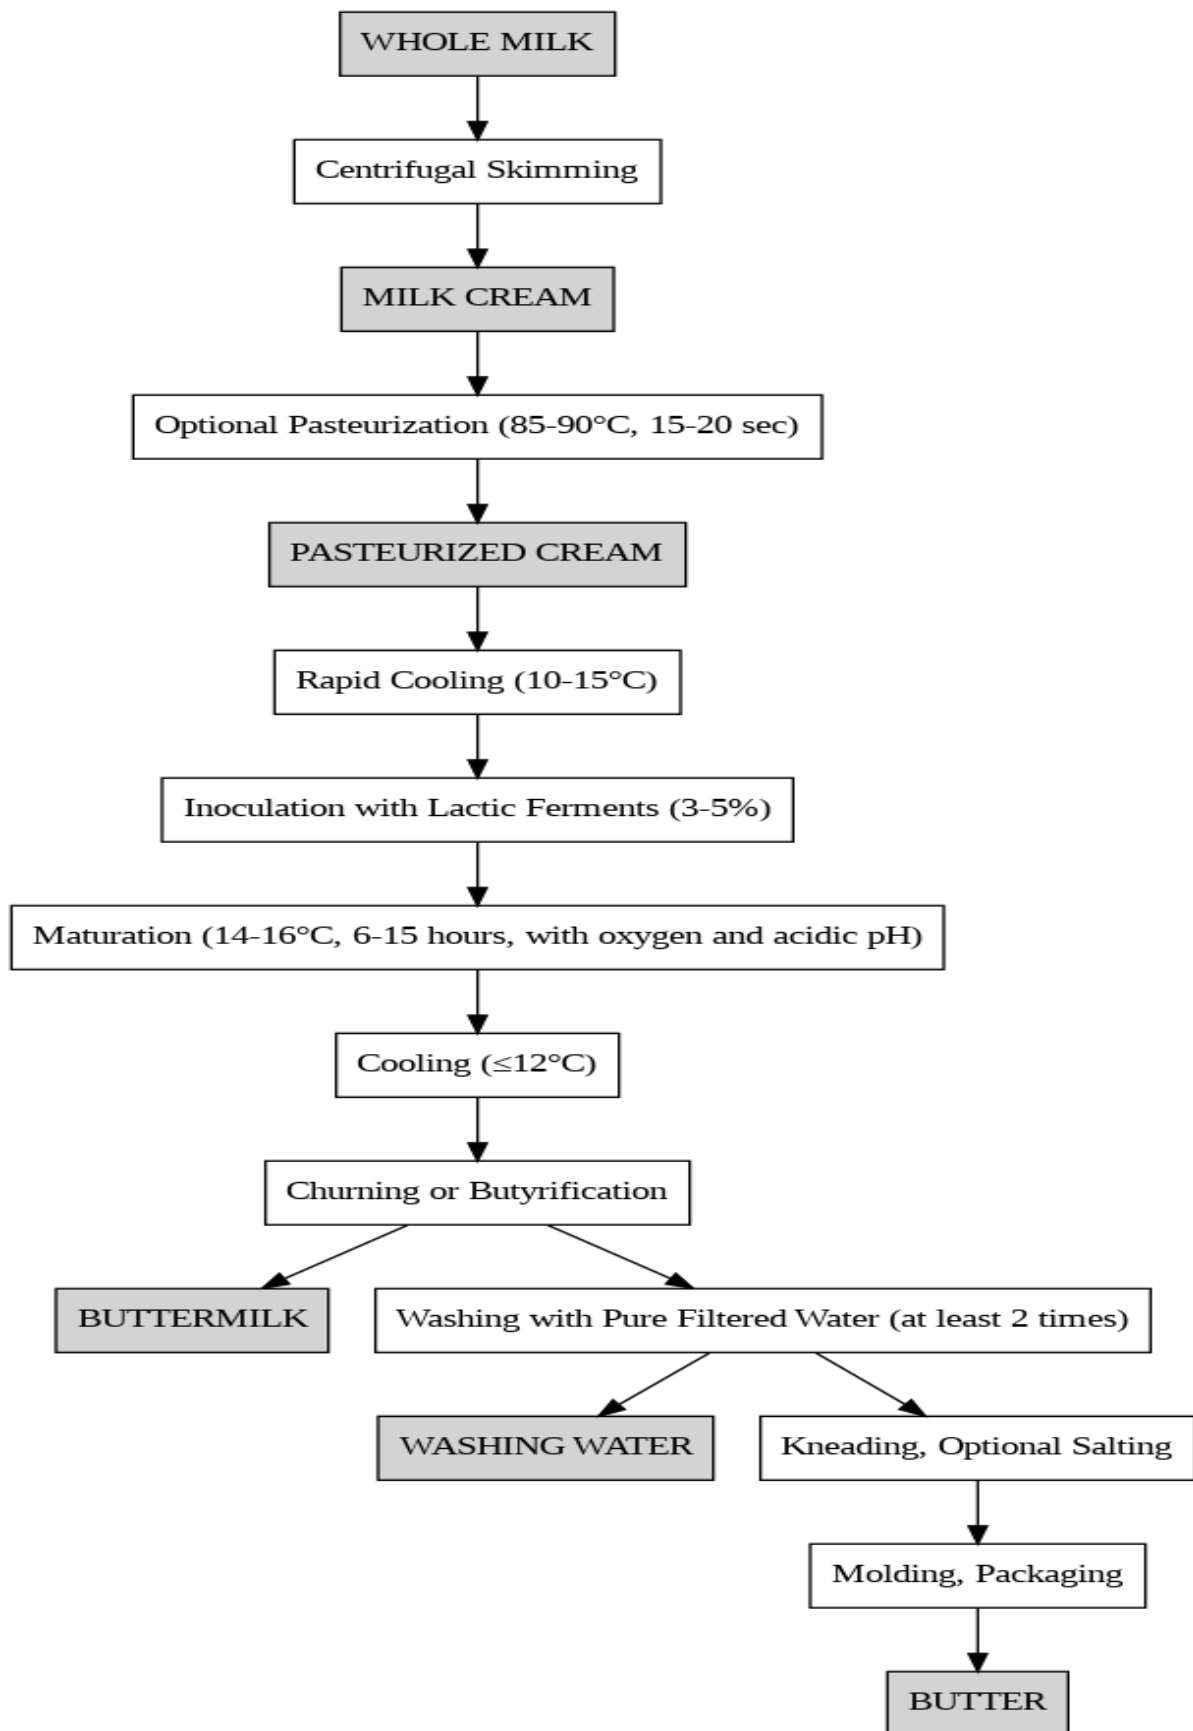 WHOLE MILK
Centrifugal Skimming
MILK CREAM
Optional Pasteurization (85-90°C, 15-20 sec)
PASTEURIZED CREAM
Rapid Cooling (10-15°C)
Inoculation with Lactic Ferments (3-5%)
Maturation (14-16°C, 6-15 hours, with oxygen and acidic pH)
Cooling (≤12°C)
Churning or Butyrification
BUTTERMILK
Washing with Pure Filtered Water (at least 2 times)
WASHING WATER
Kneading, Optional Salting
Molding, Packaging
BUTTER